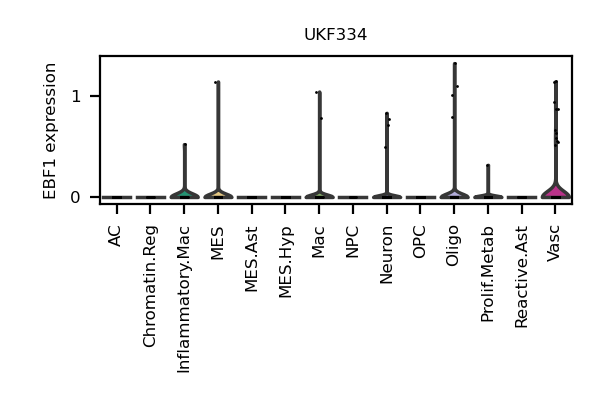 UKF334
EBF1 expression
1
0
AC
Chromatin.Reg
Inflammatory.Mac
MES
MES.Ast
MES.Hyp
Mac
NPC
Neuron
OPC
Oligo
Prolif.Metab
Reactive.Ast
Vasc